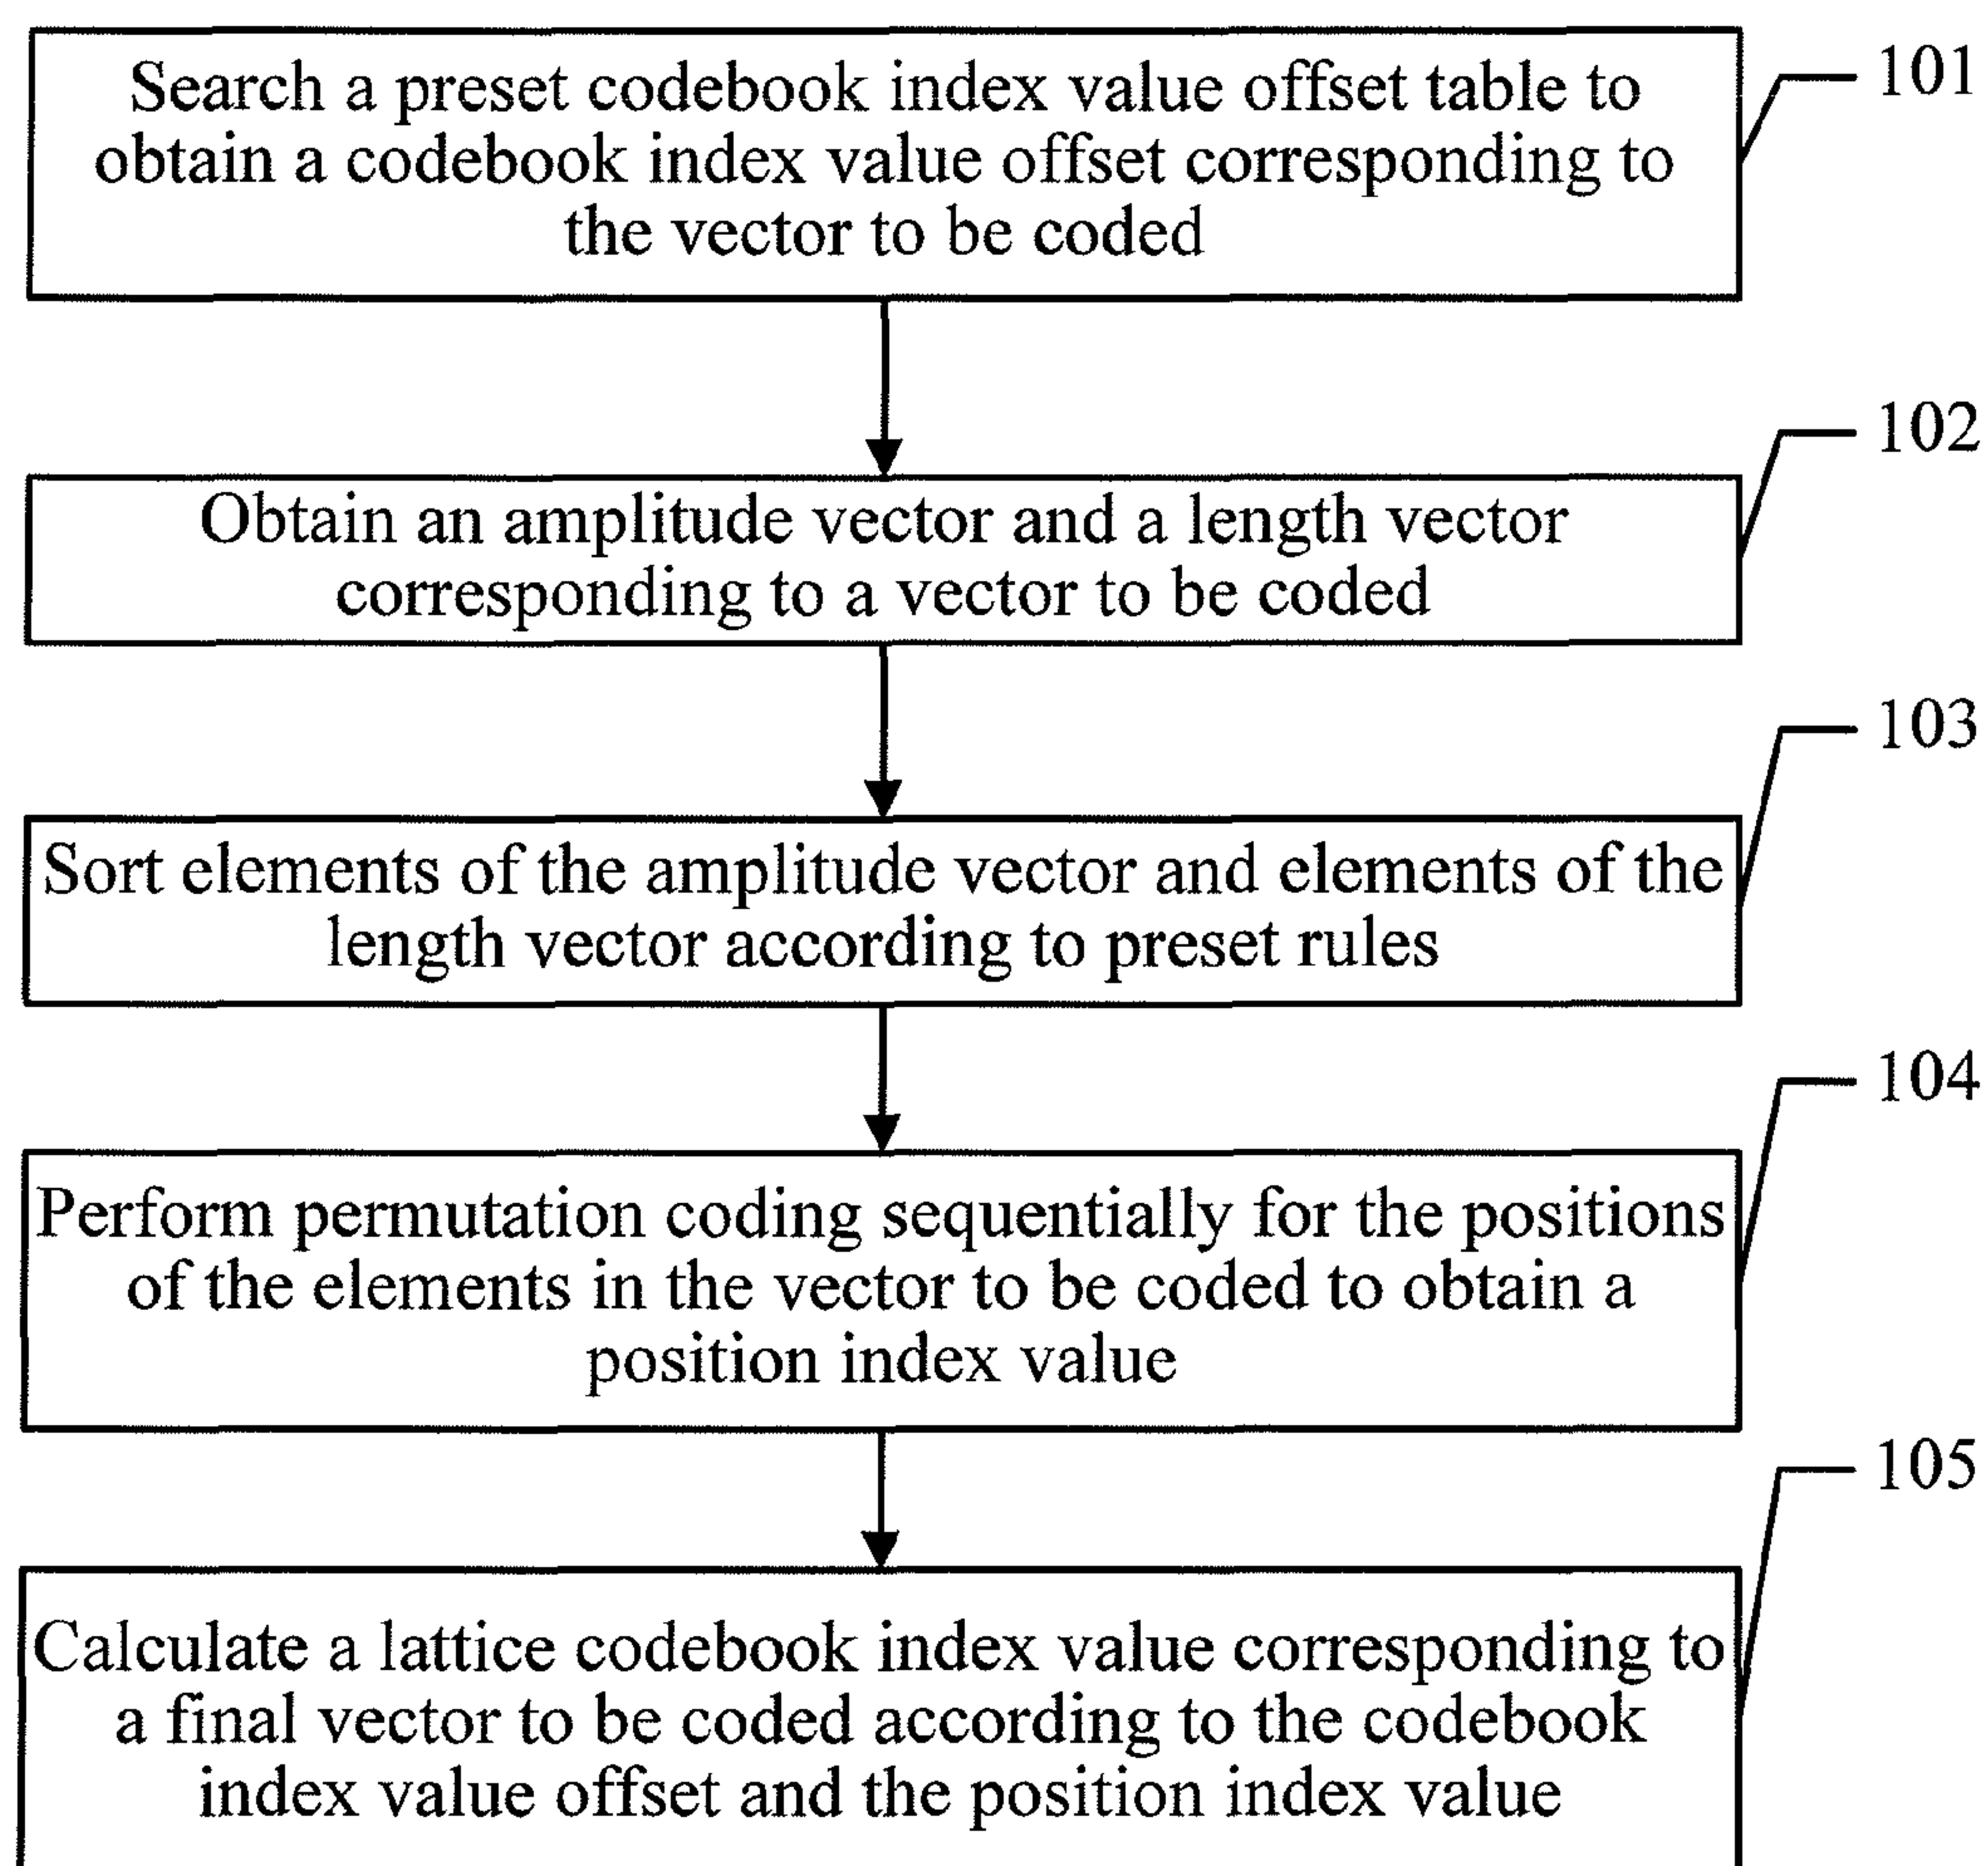 Search a preset codebook index value offset table to
obtain a codebook index value offset corresponding to
the vector to be coded
101
Obtain an amplitude vector and a length vector
corresponding to a vector to be coded
102
Sort elements of the amplitude vector and elements of the
length vector according to preset rules
103
Perform permutation coding sequentially for the positions
of the elements in the vector to be coded to obtain a
position index value
104
Calculate a lattice codebook index value corresponding to
a final vector to be coded according to the codebook
index value offset and the position index value
105